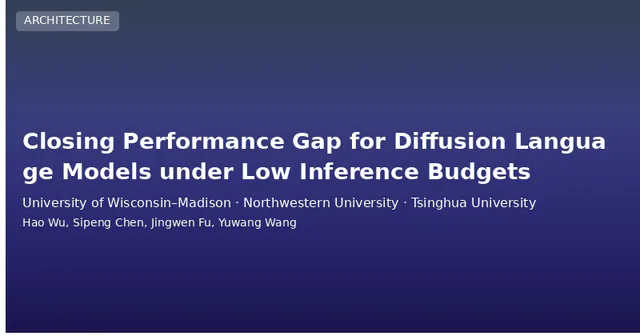 ARCHITECTURE
Closing Performance Gap for Diffusion Langua
ge Models under Low Inference Budgets
University of Wisconsin–Madison · Northwestern University · Tsinghua University
Hao Wu, Sipeng Chen, Jingwen Fu, Yuwang Wang